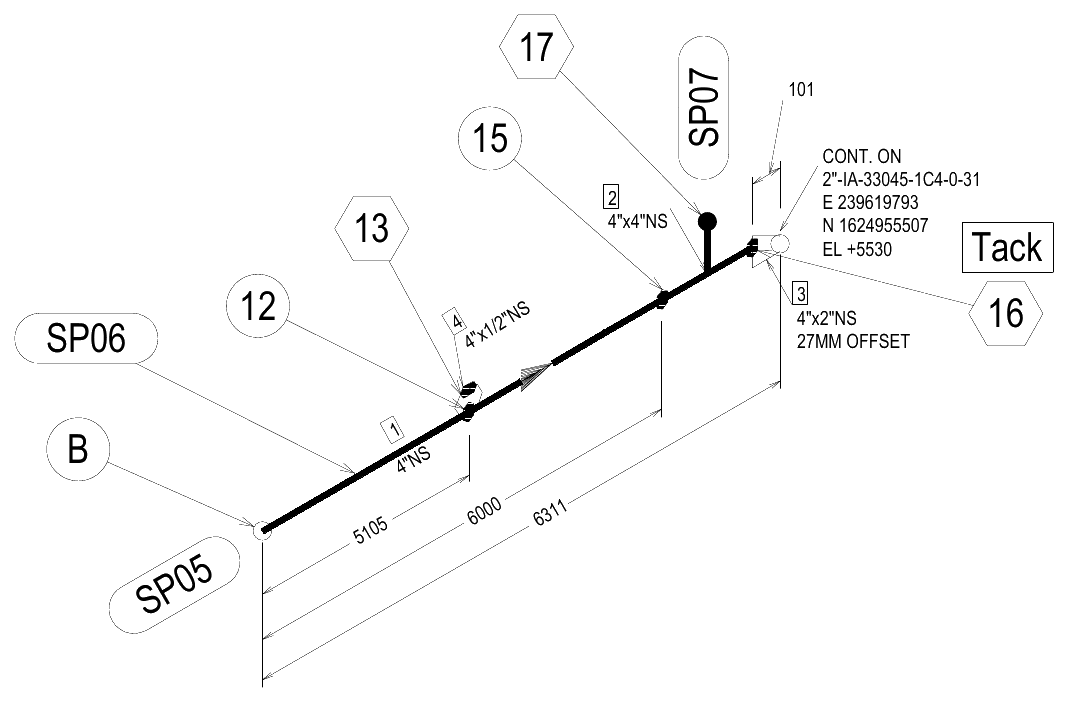 17
SP07
101
15
CONT. ON
2"-IA-33045-1C4-0-31
E 239619793
N 1624955507
EL +5530
2
4"x4"NS
13
Tack
12
4
4"x1/2"NS
3
4"x2"NS
27MM OFFSET
16
SP06
1
4"NS
B
5105
6000
6311
SP05